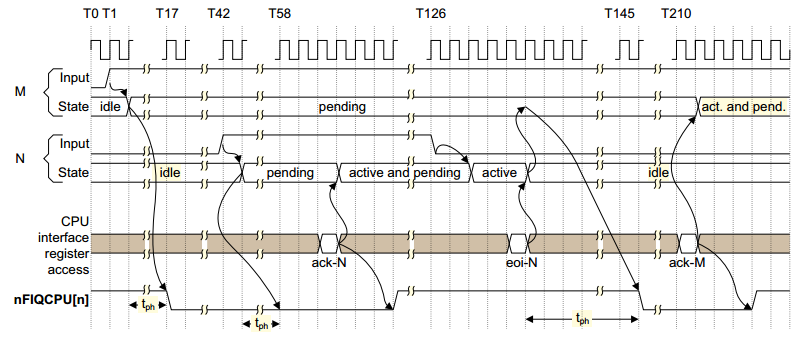 T0 T1 T17 T42 T58 T126 T145 T210
Input
M
State idle pending act. and pend.
Input
N
State idle pending active and pending active idle
CPU
interface
register
access
ack-N eoi-N ack-M
nFIQCPU[n]
tph tph tph